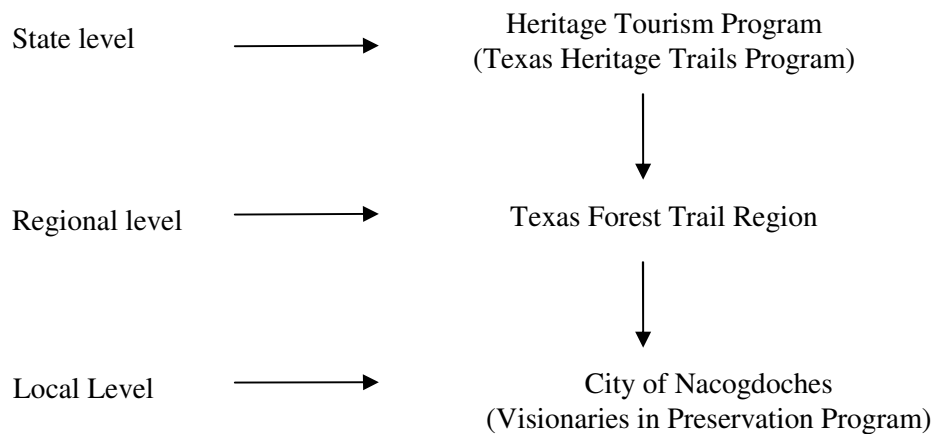 State level
Heritage Tourism Program
(Texas Heritage Trails Program)
Regional level
Texas Forest Trail Region
Local Level
City of Nacogdoches
(Visionaries in Preservation Program)